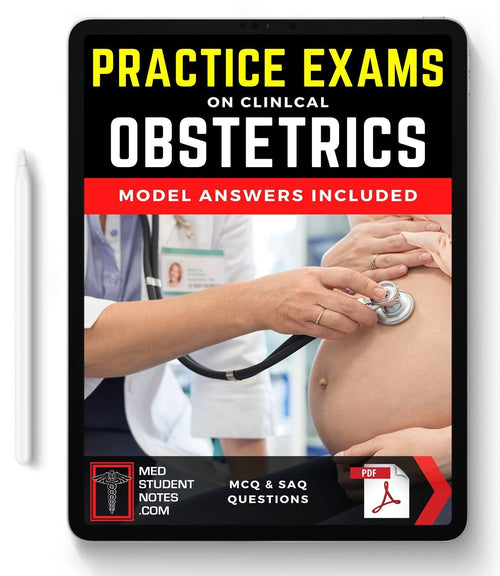 PRACTICE EXAMS
ON CLINLCAL
OBSTETRICS
MODEL ANSWERS INCLUDED
MED
STUDENT
NOTES
.COM
MCQ & SAQ
QUESTIONS
PDF